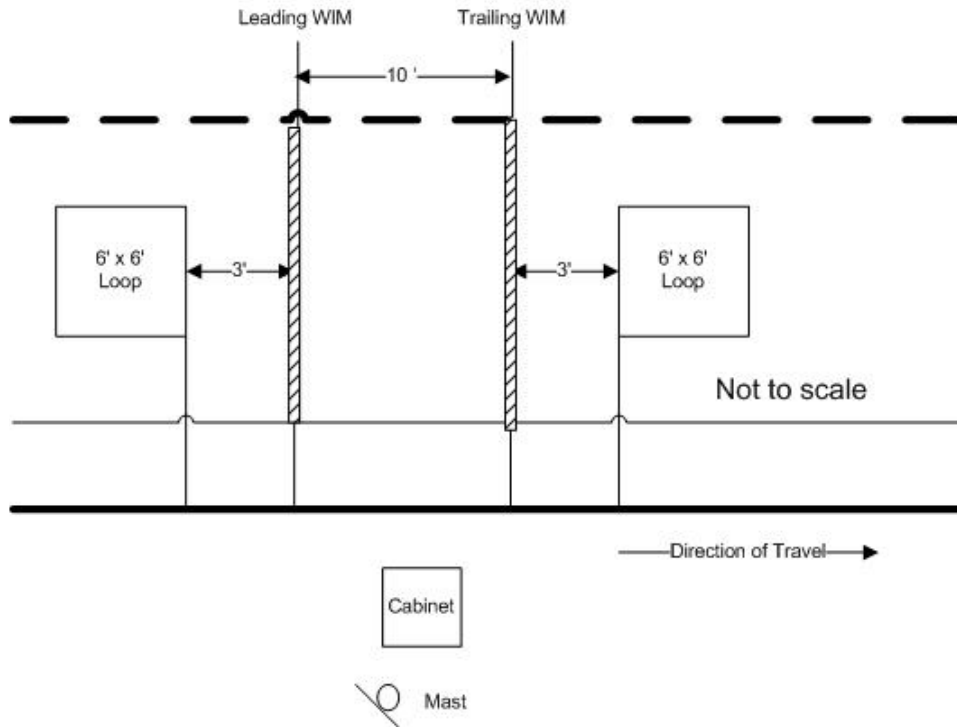 Leading WIM
Trailing WIM
10 '
6' x 6'
Loop
3'
3'
6' x 6'
Loop
Not to scale
Direction of Travel
Cabinet
Mast